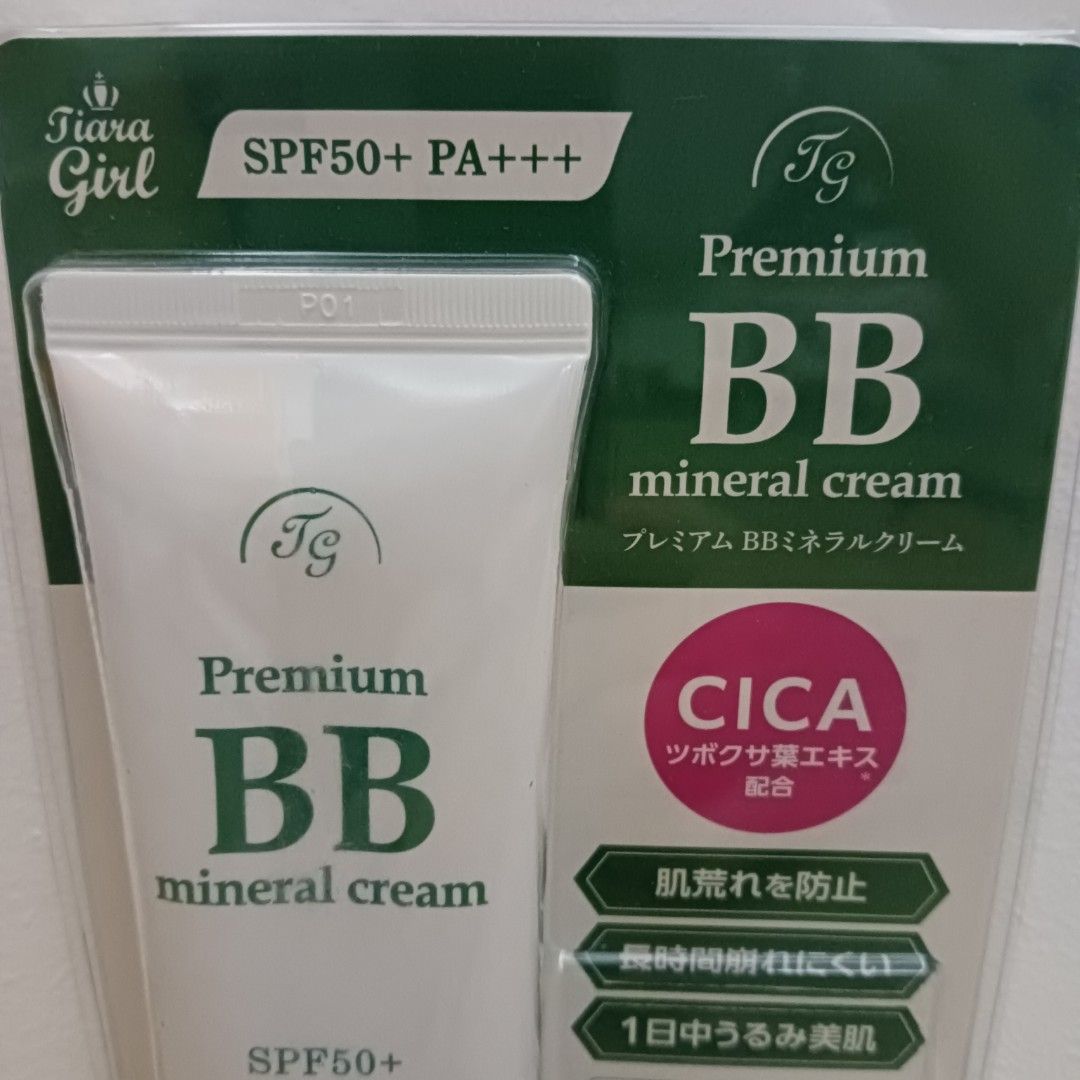 Tiara
Girl
SPF50+ PA+++
TG
Premium
BB
mineral cream
プレミアム BBミネラルクリーム
CICA
ツボクサ葉エキス*
配合
肌荒れを防止
長時間崩れにくい
1日中うるみ美肌
P01
TG
Premium
BB
mineral cream
SPF50+